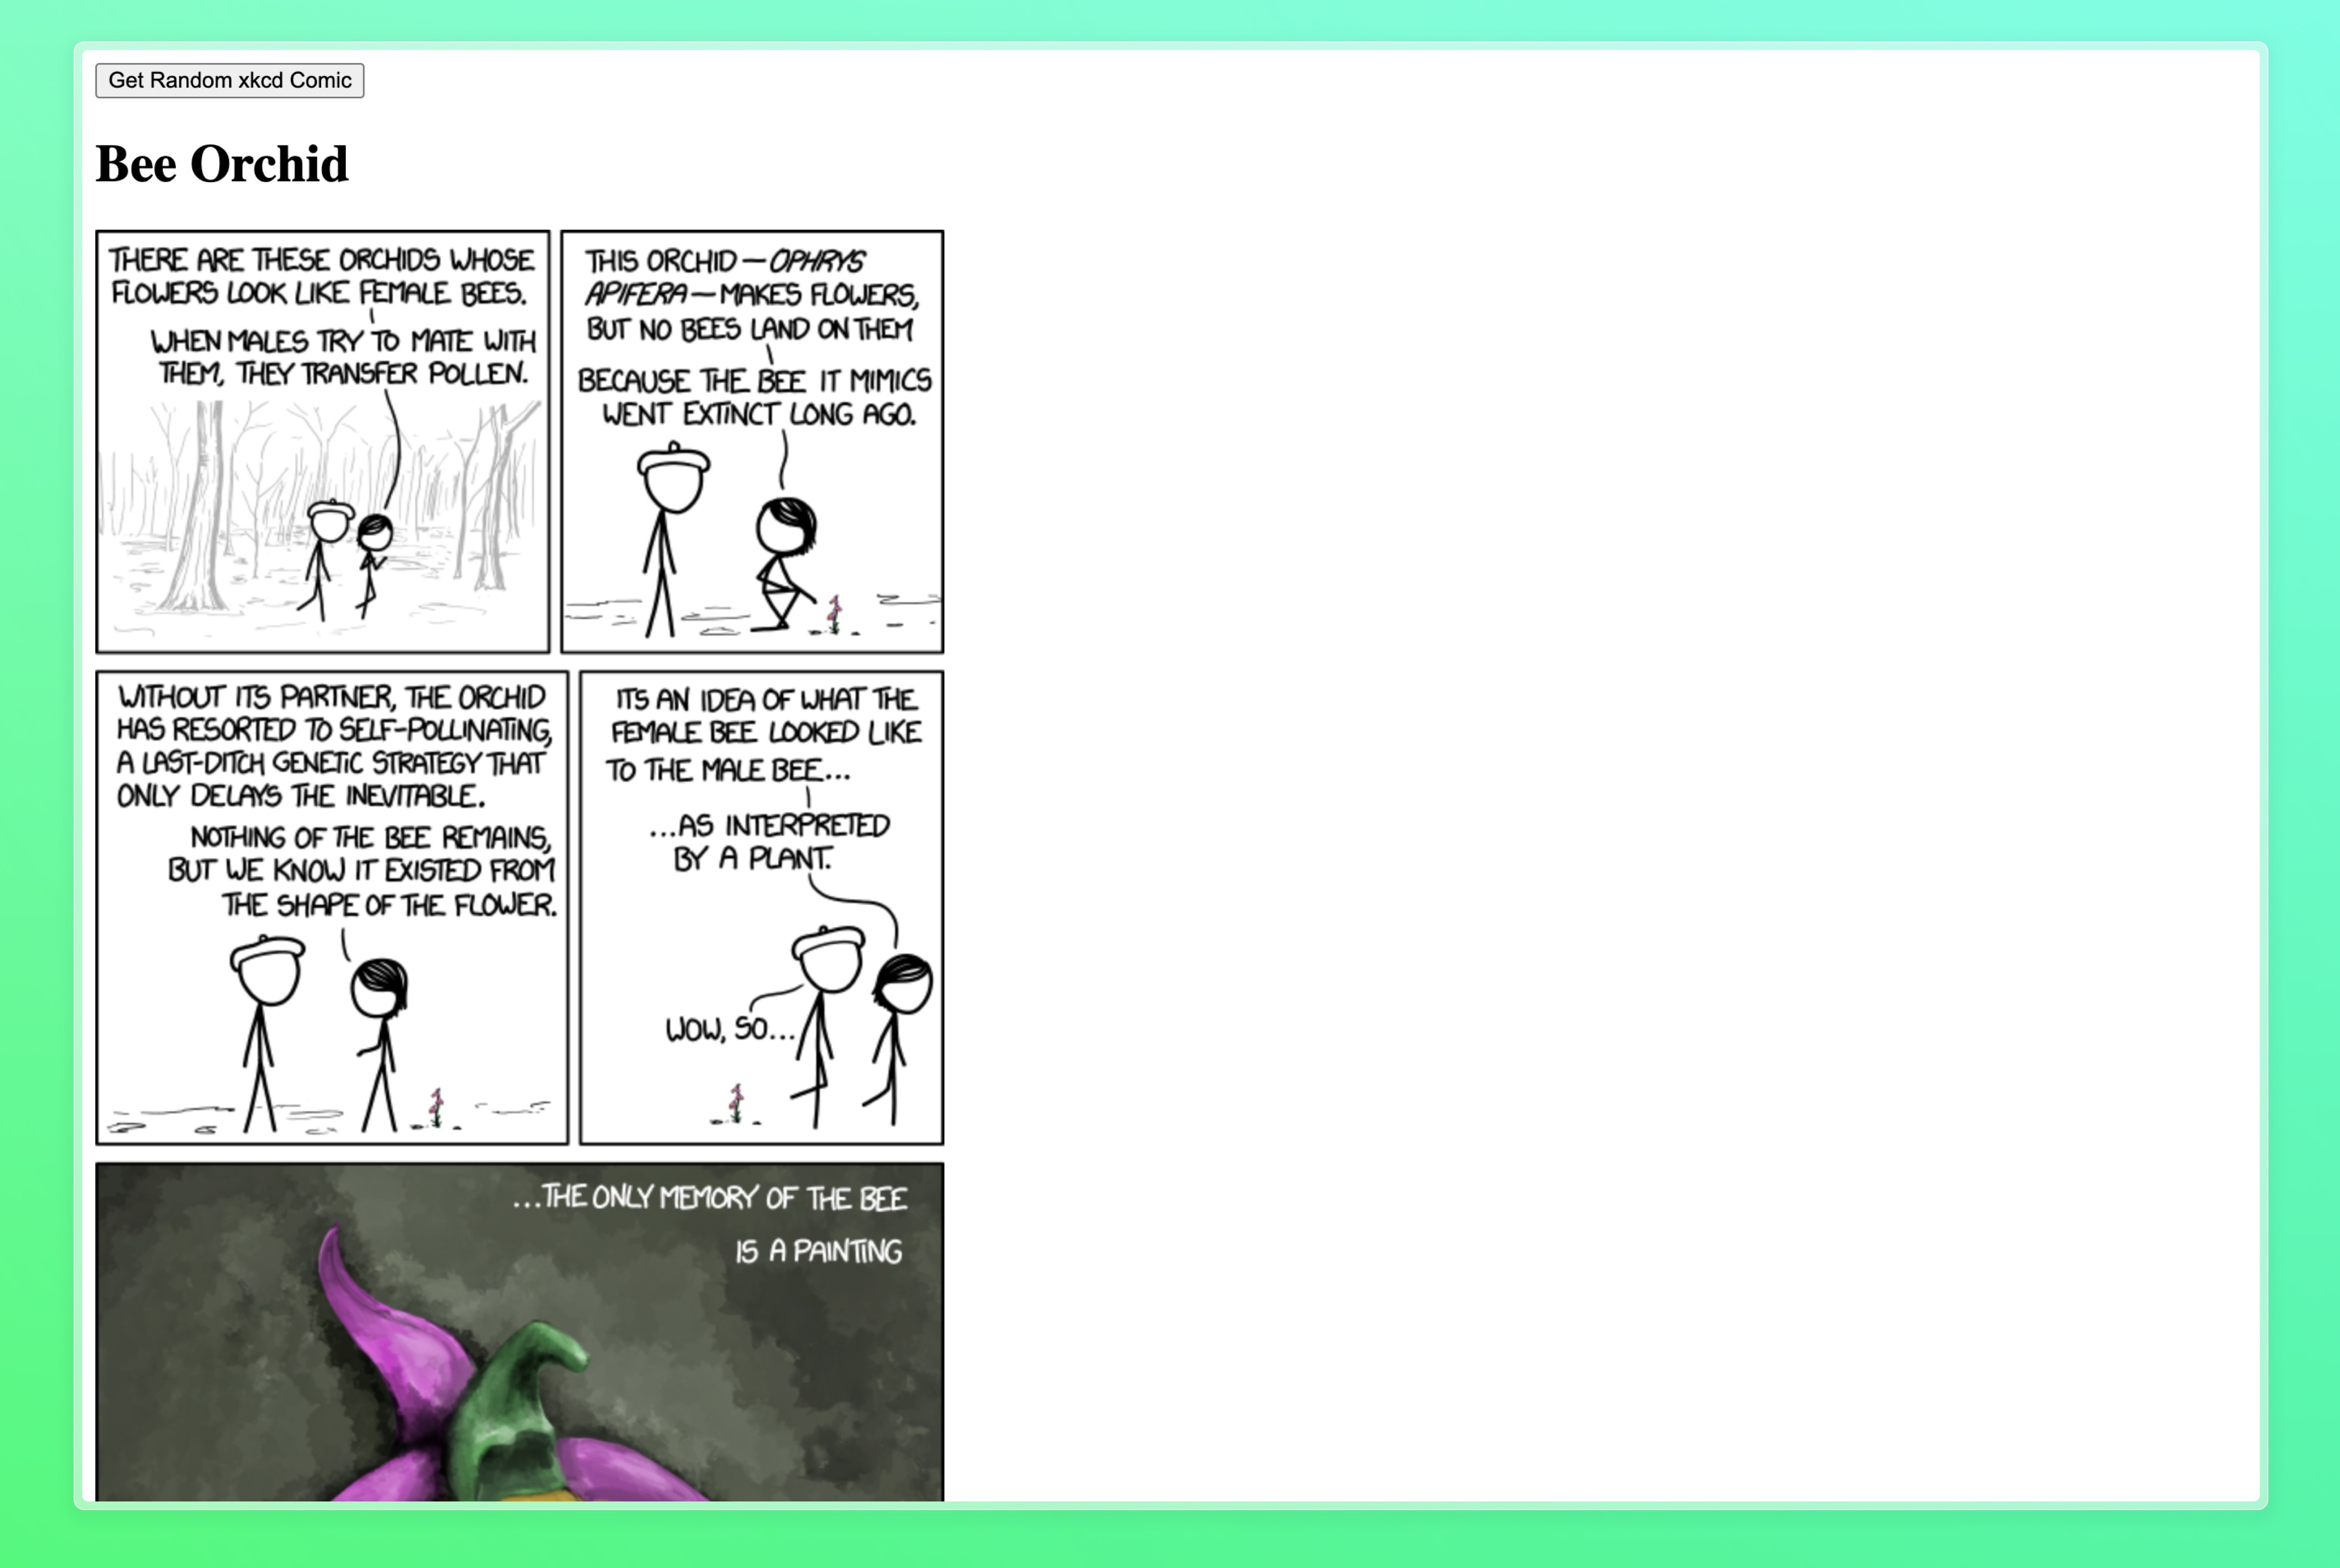 Get Random xkcd Comic
Bee Orchid
THERE ARE THESE ORCHIDS WHOSE
FLOWERS LOOK LIKE FEMALE BEES.
WHEN MALES TRY TO MATE WITH
THEM, THEY TRANSFER POLLEN.
THIS ORCHID—OPHRYS
APIFERA—MAKES FLOWERS,
BUT NO BEES LAND ON THEM
BECAUSE THE BEE IT MIMICS
WENT EXTINCT LONG AGO.
WITHOUT ITS PARTNER, THE ORCHID
HAS RESORTED TO SELF-POLLINATING,
A LAST-DITCH GENETIC STRATEGY THAT
ONLY DELAYS THE INEVITABLE.
NOTHING OF THE BEE REMAINS,
BUT WE KNOW IT EXISTED FROM
THE SHAPE OF THE FLOWER.
ITS AN IDEA OF WHAT THE
FEMALE BEE LOOKED LIKE
TO THE MALE BEE...
...AS INTERPRETED
BY A PLANT.
WOW, SO...
...THE ONLY MEMORY OF THE BEE
IS A PAINTING